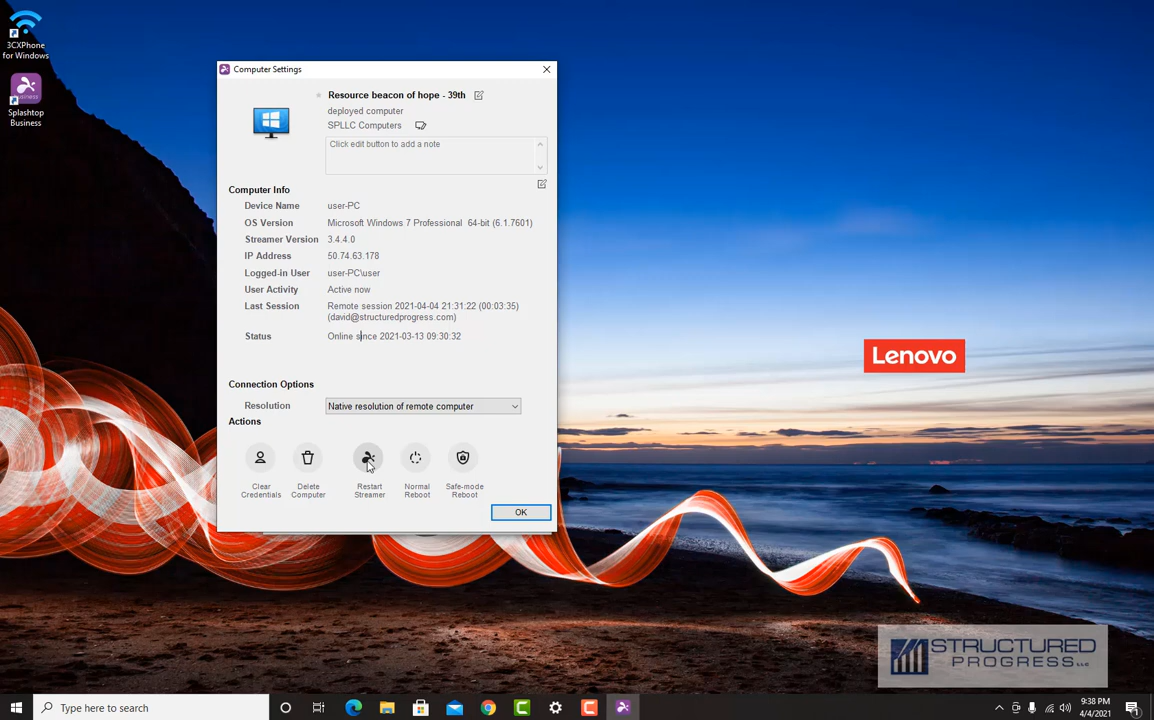 3CXPhone
for Windows
Splashtop
Business
Computer Settings
Resource beacon of hope - 39th
deployed computer
SPLLC Computers
Click edit button to add a note
Computer Info
Device Name user-PC
OS Version Microsoft Windows 7 Professional 64-bit (6.1.7601)
Streamer Version 3.4.4.0
IP Address 50.74.63.178
Logged-in User user-PC\user
User Activity Active now
Last Session Remote session 2021-04-04 21:31:22 (00:03:35)
(david@structuredprogress.com)
Status Online since 2021-03-13 09:30:32
Connection Options
Resolution Native resolution of remote computer
Actions
Clear
Credentials
Delete
Computer
Restart
Streamer
Normal
Reboot
Safe-mode
Reboot
OK
Lenovo
STRUCTURED
PROGRESS LLC
Type here to search
9:38 PM
4/4/2021
1